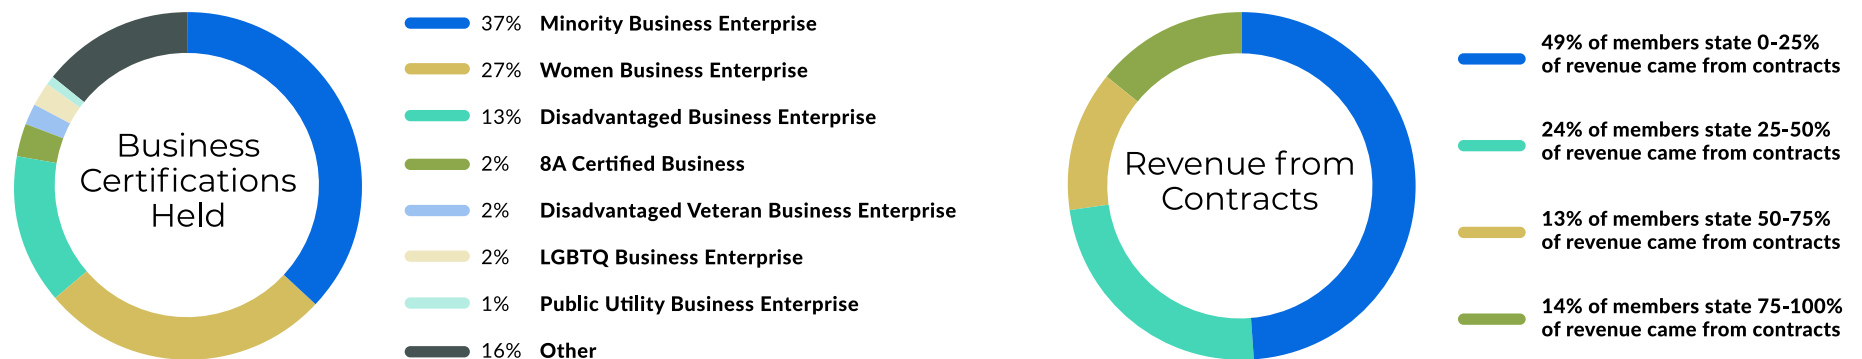 Business
Certifications
Held
37% Minority Business Enterprise
27% Women Business Enterprise
13% Disadvantaged Business Enterprise
2% 8A Certified Business
2% Disadvantaged Veteran Business Enterprise
2% LGBTQ Business Enterprise
1% Public Utility Business Enterprise
16% Other
Revenue from
Contracts
49% of members state 0-25%
of revenue came from contracts
24% of members state 25-50%
of revenue came from contracts
13% of members state 50-75%
of revenue came from contracts
14% of members state 75-100%
of revenue came from contracts